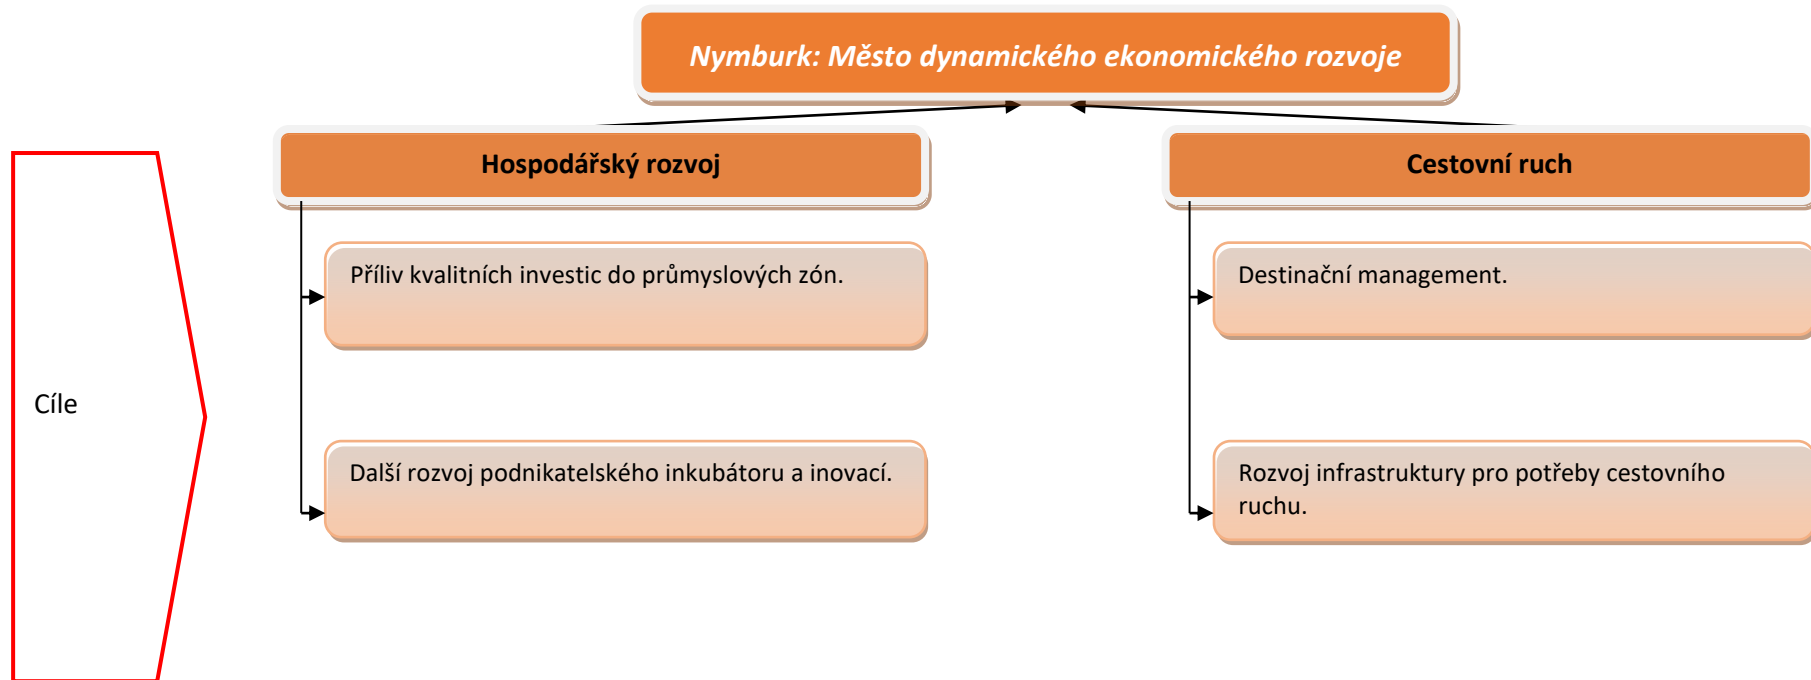 Nymburk: Město dynamického ekonomického rozvoje
Hospodářský rozvoj
Cestovní ruch
Příliv kvalitních investic do průmyslových zón.
Destinační management.
Cíle
Další rozvoj podnikatelského inkubátoru a inovací.
Rozvoj infrastruktury pro potřeby cestovního
ruchu.